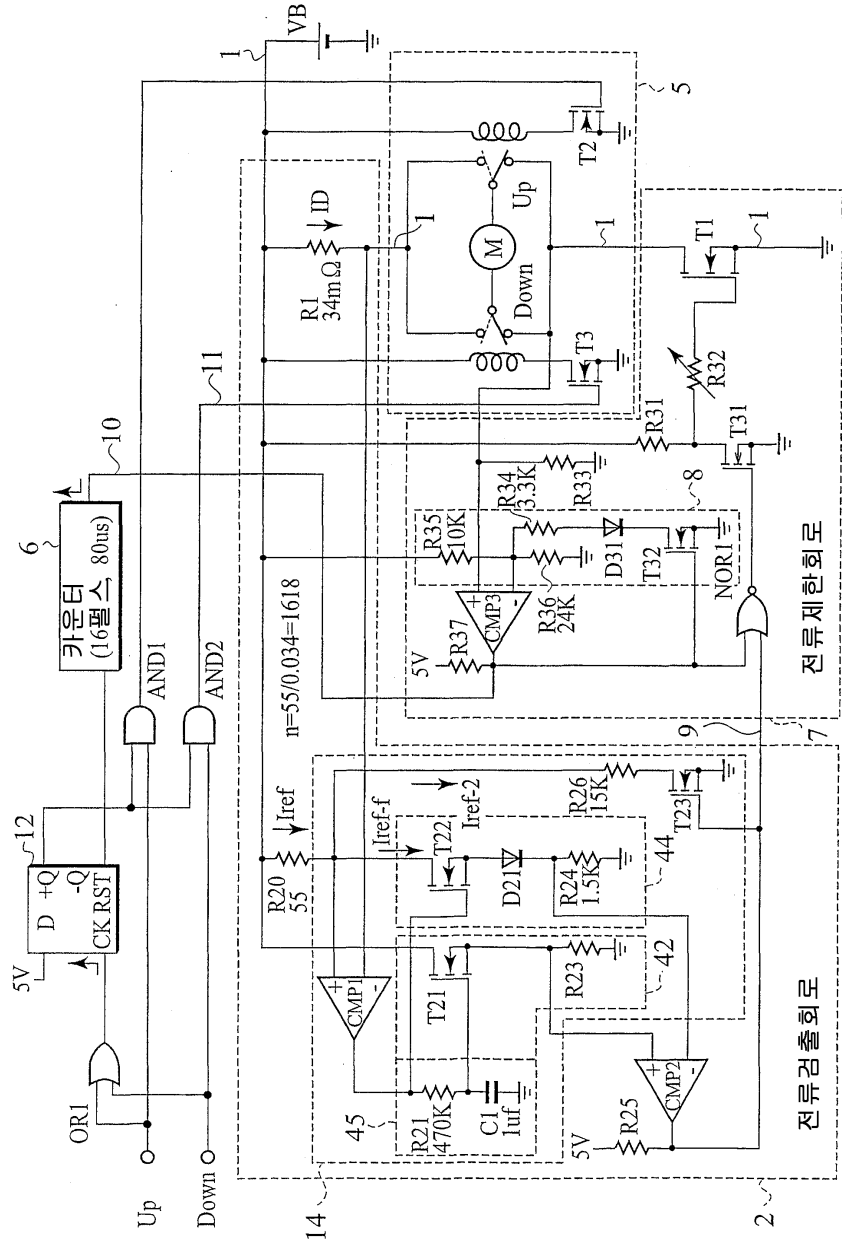 Up
Down
OR1
5V
D +Q
-Q
CK RST
12
카운터
(16펄스 80us)
6
10
11
AND1
AND2
1
VB
14
2
45
R21
470K
C1
1uf
CMP1
+
-
R20
55
Iref
Iref-f
Iref-2
n=55/0.034=1618
T21
T22
D21
R24
1.5K
R23
42
44
R26
15K
T23
5V
R25
CMP2
+
-
전류검출회로
R1
34mΩ
ID
1
5
M
Up
Down
T2
T3
1
T1
1
5V
R37
CMP3
+
-
R35
10K
R34
3.3K
R36
24K
R33
D31
T32
8
R31
R32
T31
NOR1
9
7
전류제한회로